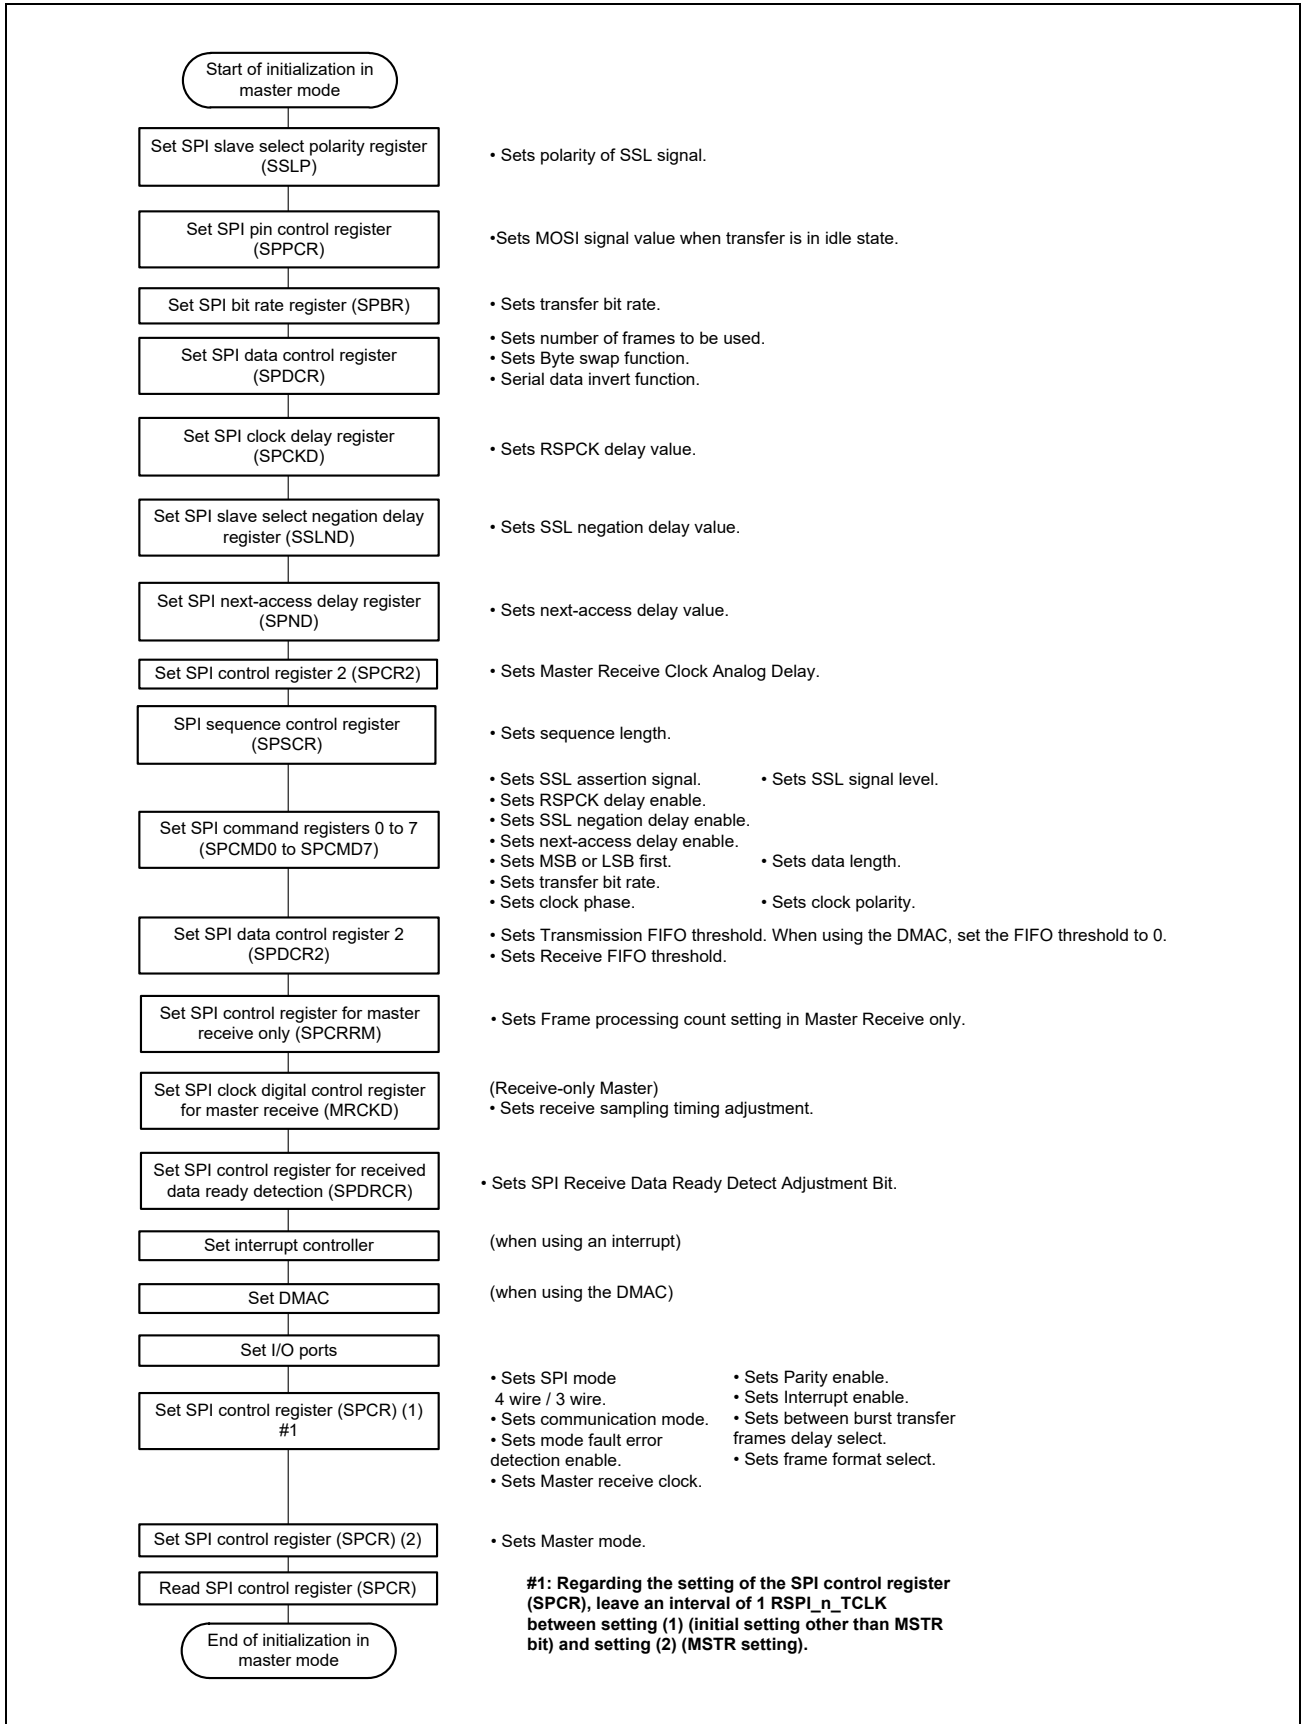 Start of initialization in
master mode
Set SPI slave select polarity register
(SSLP)
• Sets polarity of SSL signal.
Set SPI pin control register
(SPPCR)
•Sets MOSI signal value when transfer is in idle state.
Set SPI bit rate register (SPBR)
• Sets transfer bit rate.
Set SPI data control register
(SPDCR)
• Sets number of frames to be used.
• Sets Byte swap function.
• Serial data invert function.
Set SPI clock delay register
(SPCKD)
• Sets RSPCK delay value.
Set SPI slave select negation delay
register (SSLND)
• Sets SSL negation delay value.
Set SPI next-access delay register
(SPND)
• Sets next-access delay value.
Set SPI control register 2 (SPCR2)
• Sets Master Receive Clock Analog Delay.
SPI sequence control register
(SPSCR)
• Sets sequence length.
Set SPI command registers 0 to 7
(SPCMD0 to SPCMD7)
• Sets SSL assertion signal. • Sets SSL signal level.
• Sets RSPCK delay enable.
• Sets SSL negation delay enable.
• Sets next-access delay enable.
• Sets MSB or LSB first. • Sets data length.
• Sets transfer bit rate.
• Sets clock phase. • Sets clock polarity.
Set SPI data control register 2
(SPDCR2)
• Sets Transmission FIFO threshold. When using the DMAC, set the FIFO threshold to 0.
• Sets Receive FIFO threshold.
Set SPI control register for master
receive only (SPCRRM)
• Sets Frame processing count setting in Master Receive only.
Set SPI clock digital control register
for master receive (MRCKD)
(Receive-only Master)
• Sets receive sampling timing adjustment.
Set SPI control register for received
data ready detection (SPDRCR)
• Sets SPI Receive Data Ready Detect Adjustment Bit.
Set interrupt controller
(when using an interrupt)
Set DMAC
(when using the DMAC)
Set I/O ports
Set SPI control register (SPCR) (1)
#1
• Sets SPI mode
4 wire / 3 wire.
• Sets communication mode.
• Sets mode fault error
detection enable.
• Sets Master receive clock.
• Sets Parity enable.
• Sets Interrupt enable.
• Sets between burst transfer
frames delay select.
• Sets frame format select.
Set SPI control register (SPCR) (2)
• Sets Master mode.
Read SPI control register (SPCR)
#1: Regarding the setting of the SPI control register
(SPCR), leave an interval of 1 RSPI_n_TCLK
between setting (1) (initial setting other than MSTR
bit) and setting (2) (MSTR setting).
End of initialization in
master mode